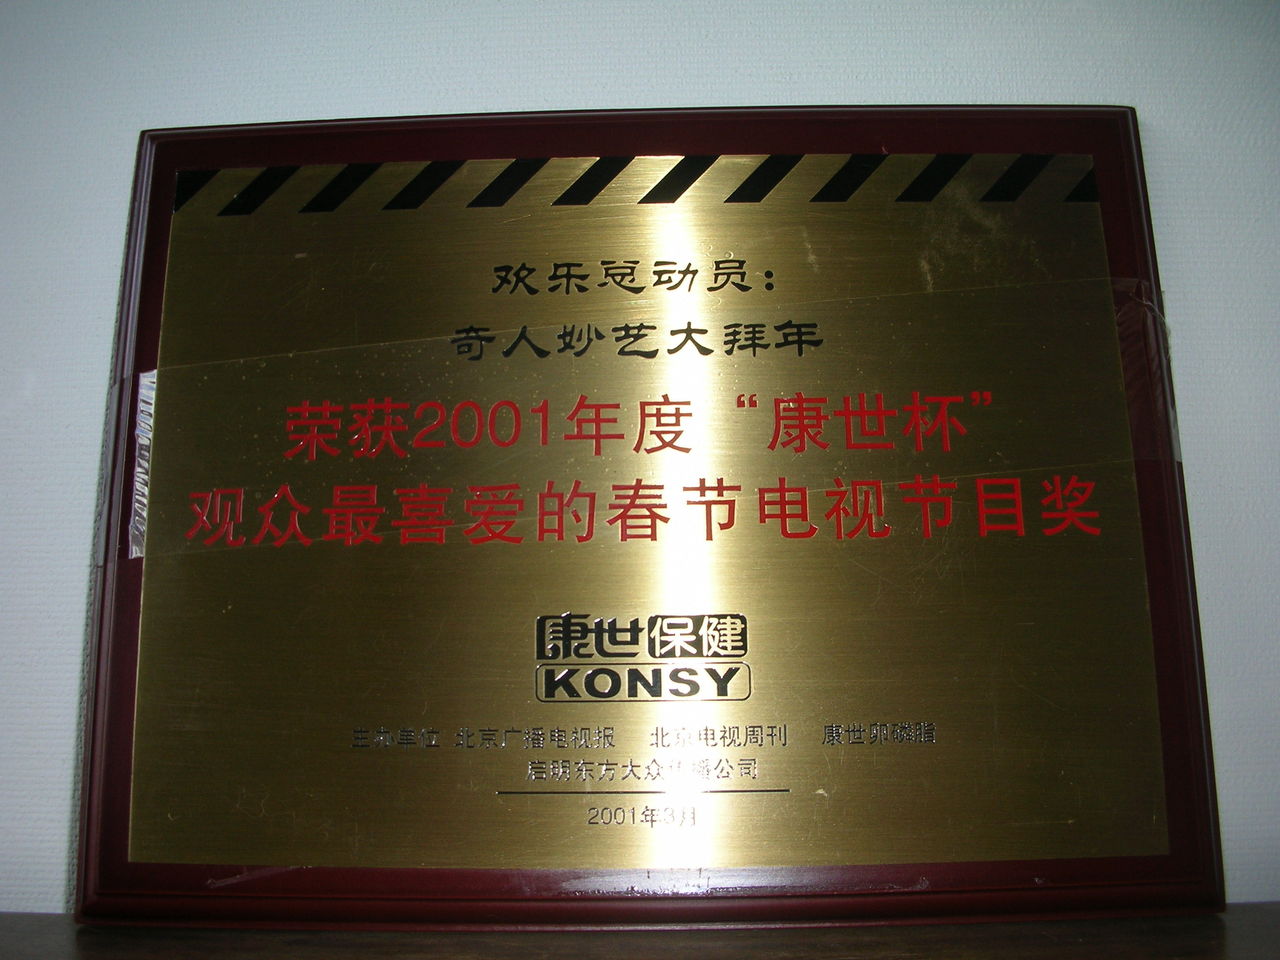 欢乐总动员：
奇人妙艺大拜年
荣获2001年度“康世杯”
观众最喜爱的春节电视节目奖
康世保健
KONSY
主办单位 北京广播电视报 北京电视周刊 康世卵磷脂
启明东方大众传播公司
2001年3月